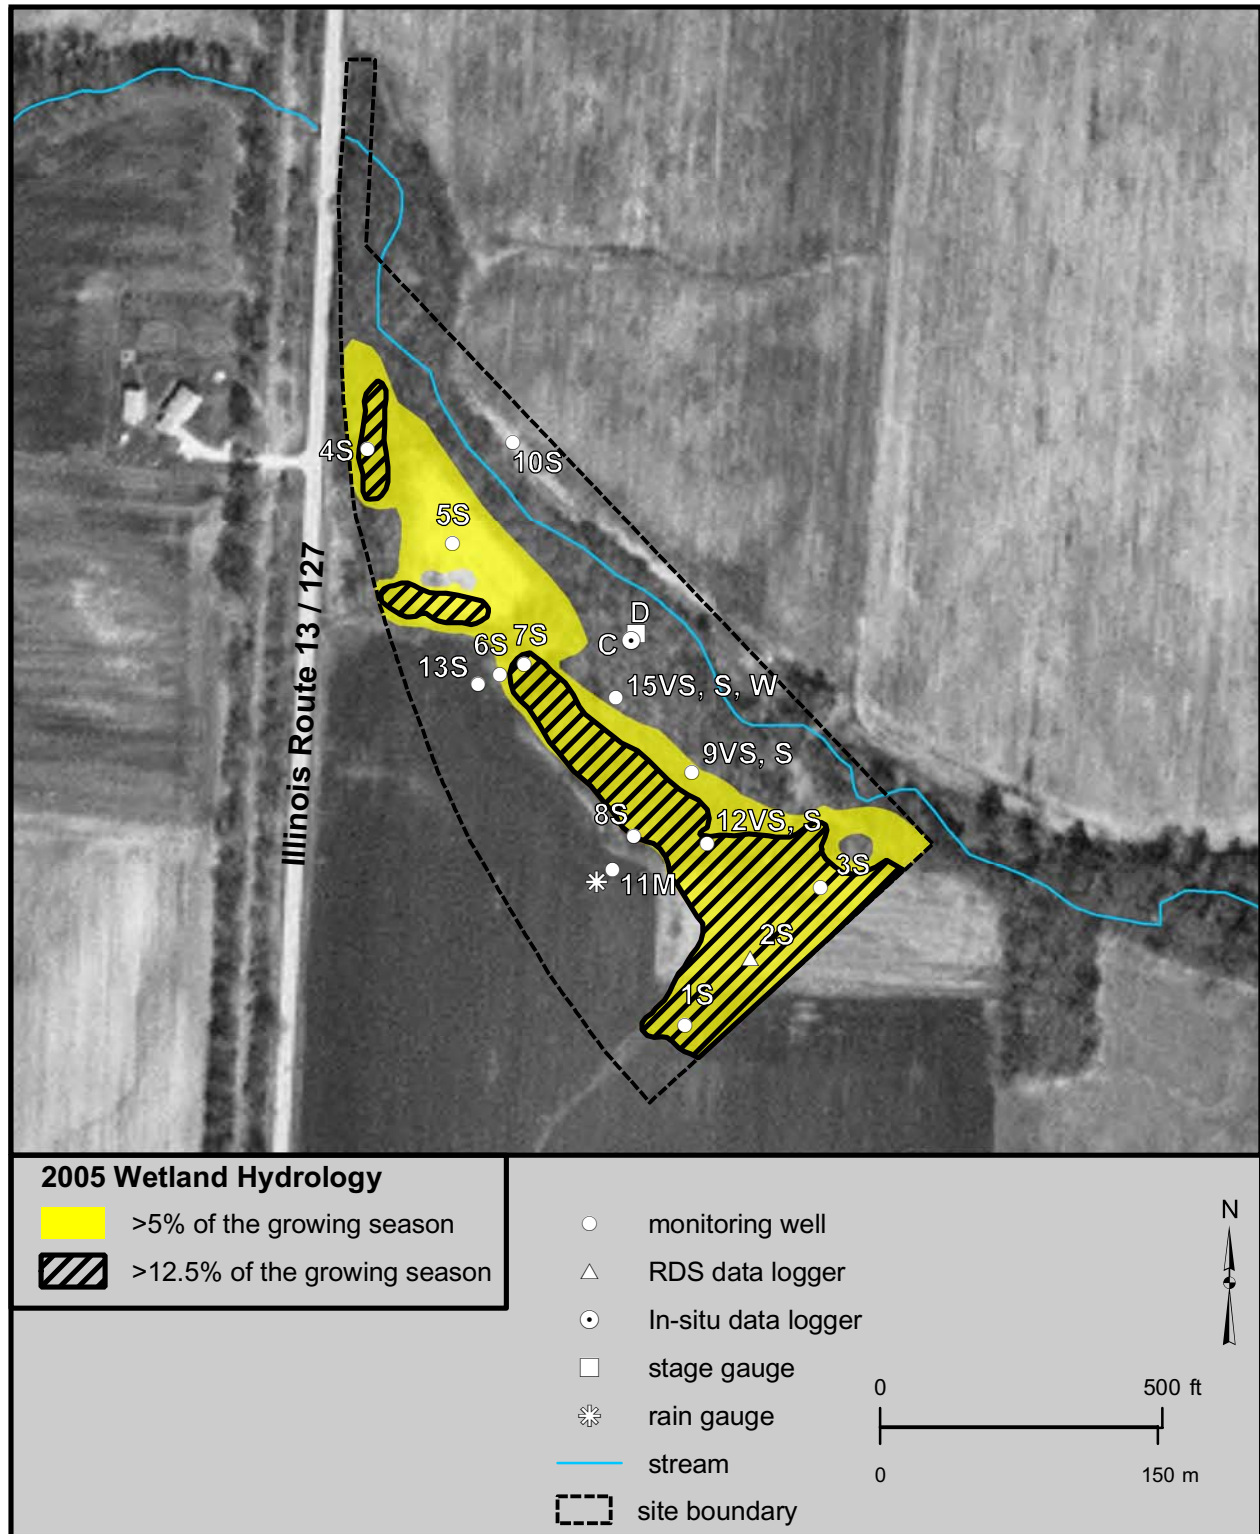 4S
10S
5S
Illinois Route 13 / 127
D
C
7S
6S
13S
15VS, S, W
9VS, S
8S
12VS, S
3S
11M
2S
1S
2005 Wetland Hydrology
>5% of the growing season
>12.5% of the growing season
monitoring well
RDS data logger
In-situ data logger
stage gauge
rain gauge
stream
site boundary
N
0 500 ft
0 150 m